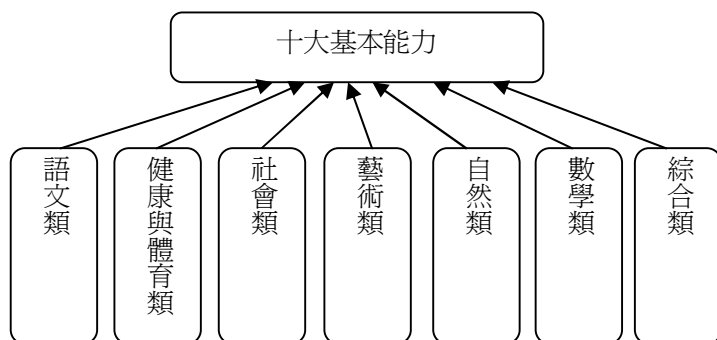 十大基本能力
語文類
健康與體育類
社會類
藝術類
自然類
數學類
綜合類